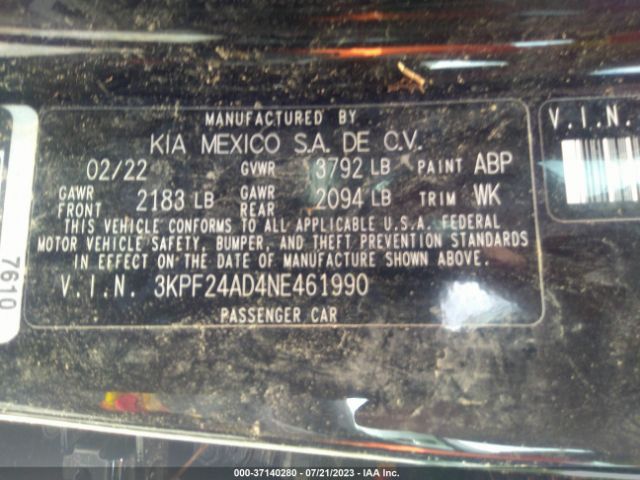 MANUFACTURED BY
KIA MEXICO S.A. DE C.V.
02/22 GVWR 3792 LB PAINT ABP
GAWR FRONT 2183 LB GAWR REAR 2094 LB TRIM WK
THIS VEHICLE CONFORMS TO ALL APPLICABLE U.S.A. FEDERAL
MOTOR VEHICLE SAFETY, BUMPER, AND THEFT PREVENTION STANDARDS
IN EFFECT ON THE DATE OF MANUFACTURE SHOWN ABOVE.
V.I.N. 3KPF24AD4NE461990
PASSENGER CAR
V.I.N.
7610
000-37140280 - 07/21/2023 - IAA Inc.